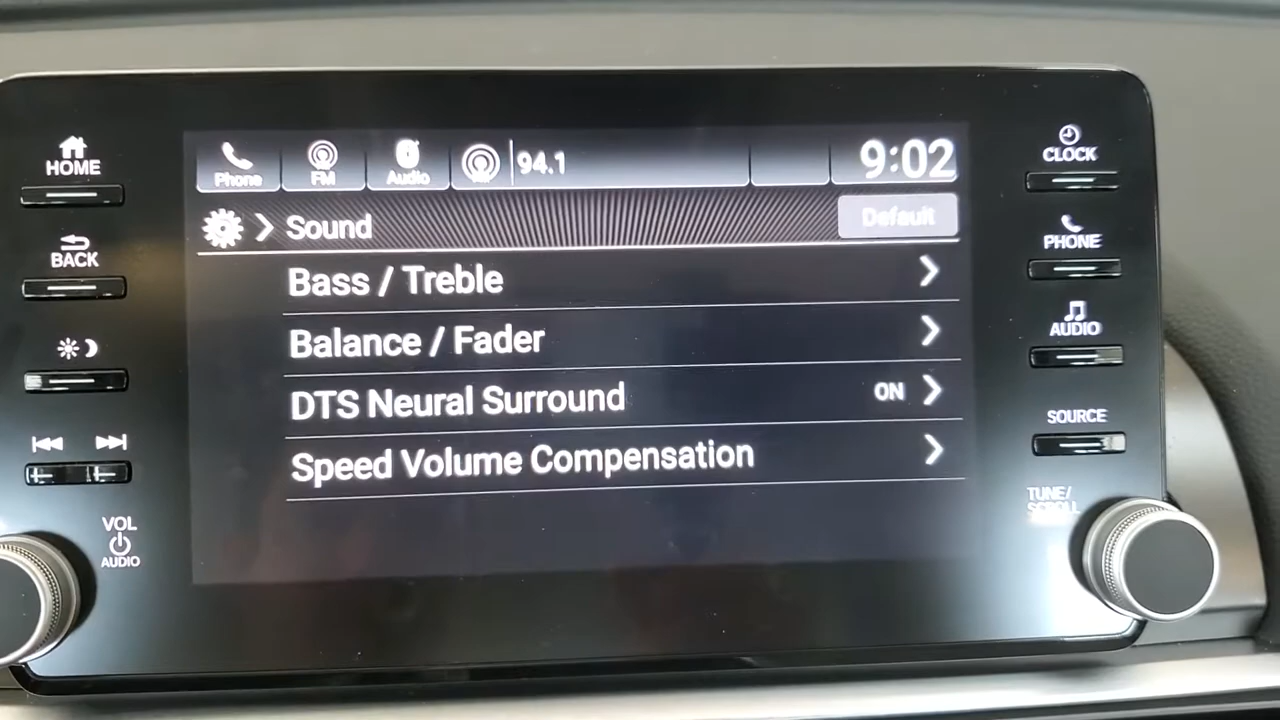 HOME
BACK
VOL
AUDIO
Phone
FM
Audio
94.1
9:02
Sound
Default
Bass / Treble
Balance / Fader
DTS Neural Surround ON
Speed Volume Compensation
CLOCK
PHONE
AUDIO
SOURCE
TUNE/
SCROLL